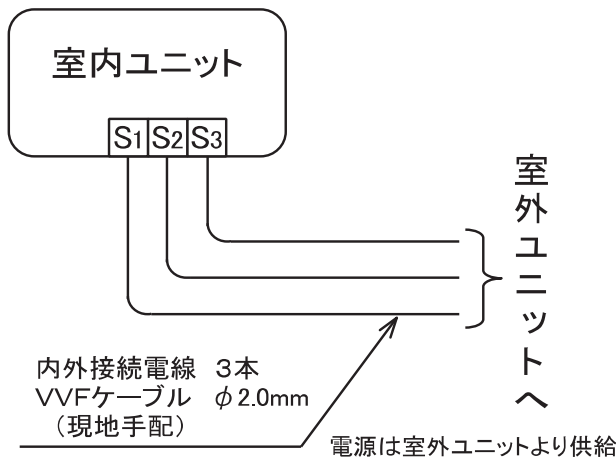 室内ユニット
S1 S2 S3
室外ユニットへ
内外接続電線 3本
VVFケーブル φ2.0mm
(現地手配)
電源は室外ユニットより供給